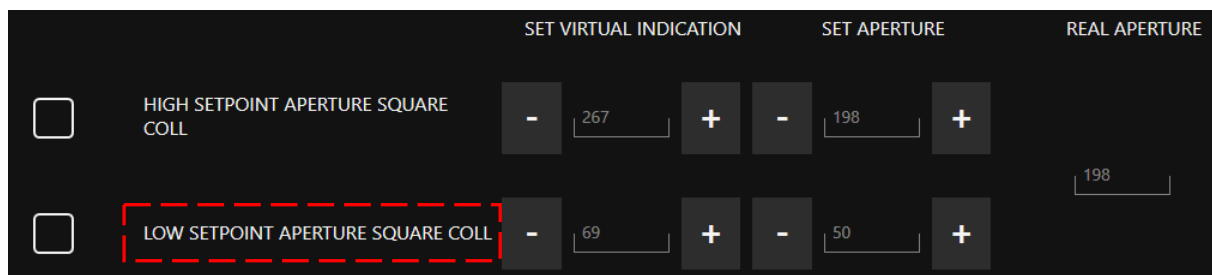 SET VIRTUAL INDICATION SET APERTURE REAL APERTURE
HIGH SETPOINT APERTURE SQUARE
COLL
- 267 + - 198 +
198
LOW SETPOINT APERTURE SQUARE COLL - 69 + - 50 +